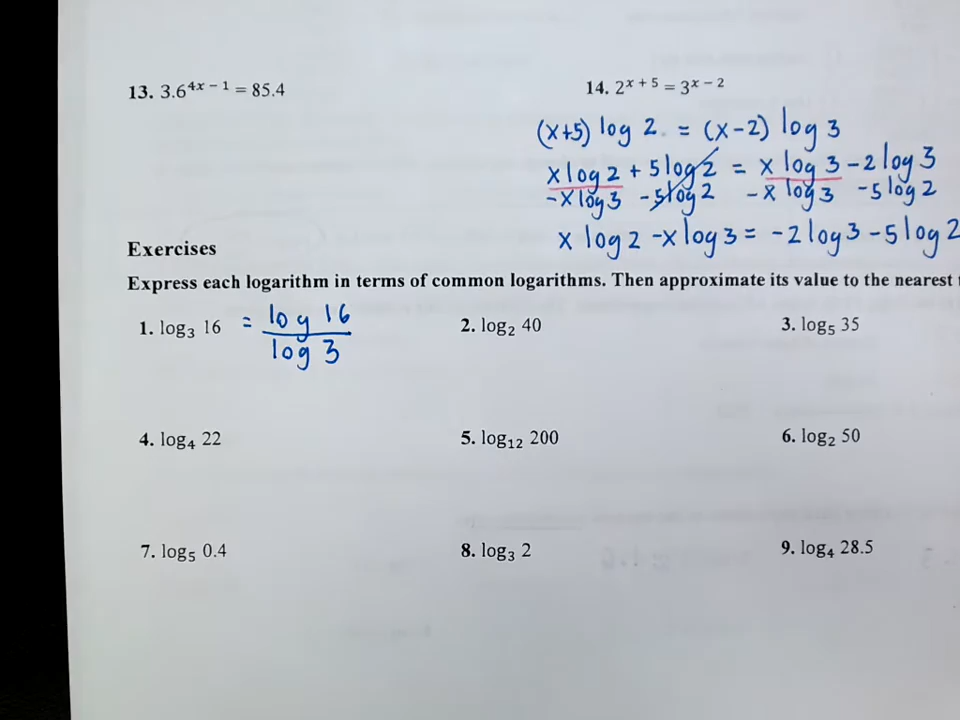 13. 3.6^(4x − 1) = 85.4
14. 2^(x + 5) = 3^(x − 2)
(x+5) log 2 = (x−2) log 3
x log 2 + 5 log 2 = x log 3 − 2 log 3
−x log 3 −5 log 2 −x log 3 −5 log 2
x log 2 − x log 3 = −2 log 3 − 5 log 2
Exercises
Express each logarithm in terms of common logarithms. Then approximate its value to the nearest
1. log₃ 16 = log 16 / log 3
2. log₂ 40
3. log₅ 35
4. log₄ 22
5. log₁₂ 200
6. log₂ 50
7. log₅ 0.4
8. log₃ 2
9. log₄ 28.5